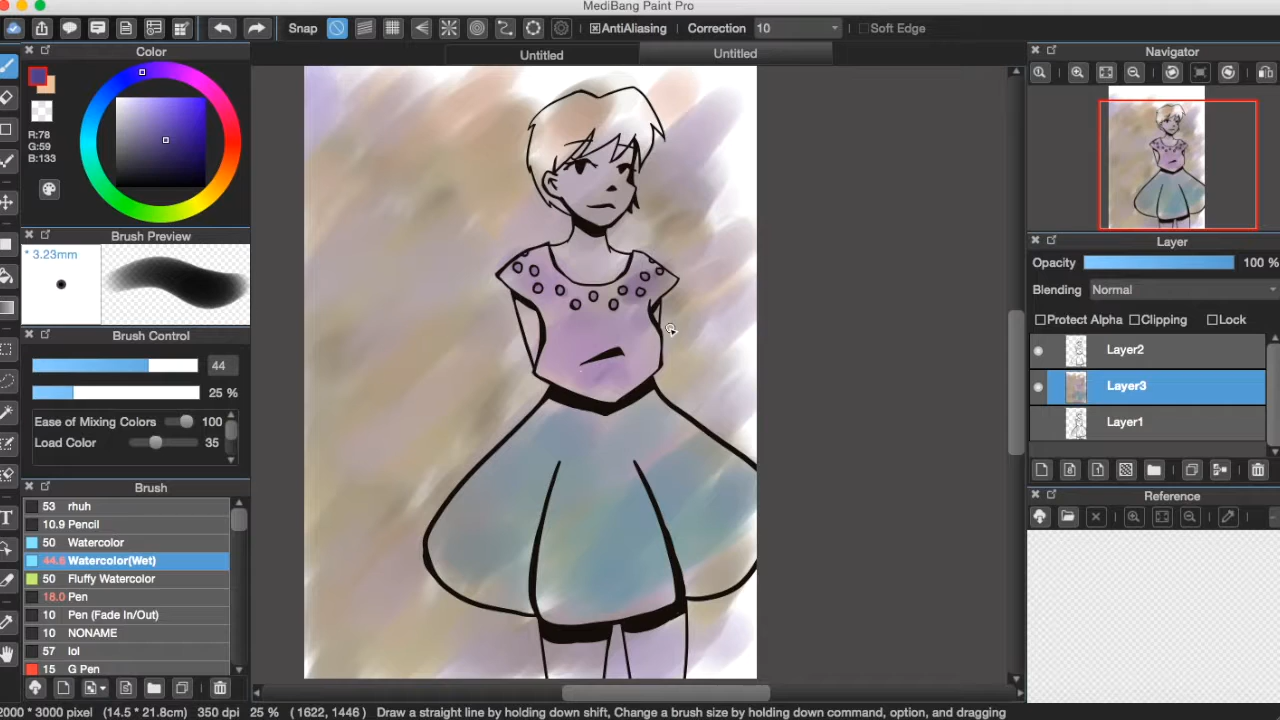 MediBang Paint Pro
Snap
AntiAliasing
Correction
10
Soft Edge
Untitled
Untitled
Color
R:78
G:59
B:133
Brush Preview
* 3.23mm
Brush Control
44
25 %
Ease of Mixing Colors
100
Load Color
35
Brush
53 rhuh
10.9 Pencil
50 Watercolor
44.6 Watercolor(Wet)
50 Fluffy Watercolor
18.0 Pen
10 Pen (Fade In/Out)
10 NONAME
57 lol
15 G Pen
T
Navigator
Layer
Opacity
100 %
Blending
Normal
Protect Alpha
Clipping
Lock
Layer2
Layer3
Layer1
Reference
2000 * 3000 pixel (14.5 * 21.8cm) 350 dpi 25 % ( 1622, 1446 ) Draw a straight line by holding down shift, Change a brush size by holding down command, option, and dragging